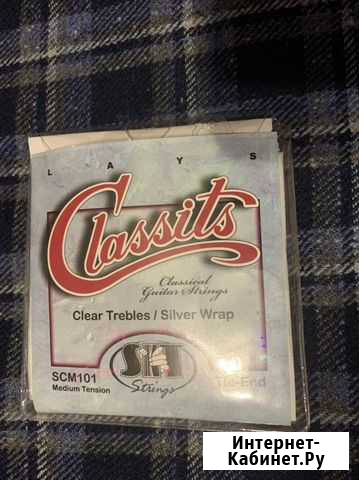 L A Y S
Classits
Classical
Guitar Strings
Clear Trebles / Silver Wrap
SIT
Strings
SCM101
Medium Tension
Tie-End
Интернет-
Кабинет.Ру